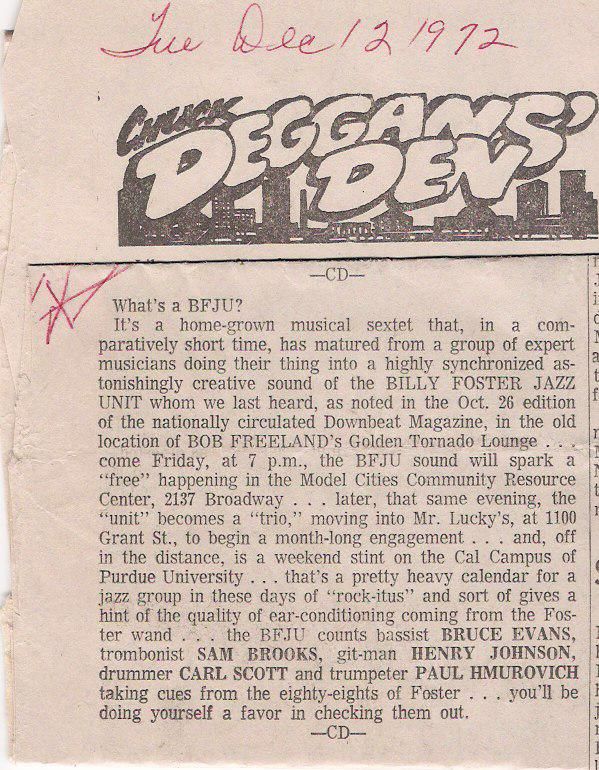 Tue Dec 12 1972
CHUCK
DEGGANS'
DEN
—CD—
What's a BFJU?
It's a home-grown musical sextet that, in a com-
paratively short time, has matured from a group of expert
musicians doing their thing into a highly synchronized as-
tonishingly creative sound of the BILLY FOSTER JAZZ
UNIT whom we last heard, as noted in the Oct. 26 edition
of the nationally circulated Downbeat Magazine, in the old
location of BOB FREELAND's Golden Tornado Lounge . . .
come Friday, at 7 p.m., the BFJU sound will spark a
"free" happening in the Model Cities Community Resource
Center, 2137 Broadway . . . later, that same evening, the
"unit" becomes a "trio," moving into Mr. Lucky's, at 1100
Grant St., to begin a month-long engagement . . . and, off
in the distance, is a weekend stint on the Cal Campus of
Purdue University . . . that's a pretty heavy calendar for a
jazz group in these days of "rock-itus" and sort of gives a
hint of the quality of ear-conditioning coming from the Fos-
ter wand . . . the BFJU counts bassist BRUCE EVANS,
trombonist SAM BROOKS, git-man HENRY JOHNSON,
drummer CARL SCOTT and trumpeter PAUL HMUROVICH
taking cues from the eighty-eights of Foster . . . you'll be
doing yourself a favor in checking them out.
—CD—